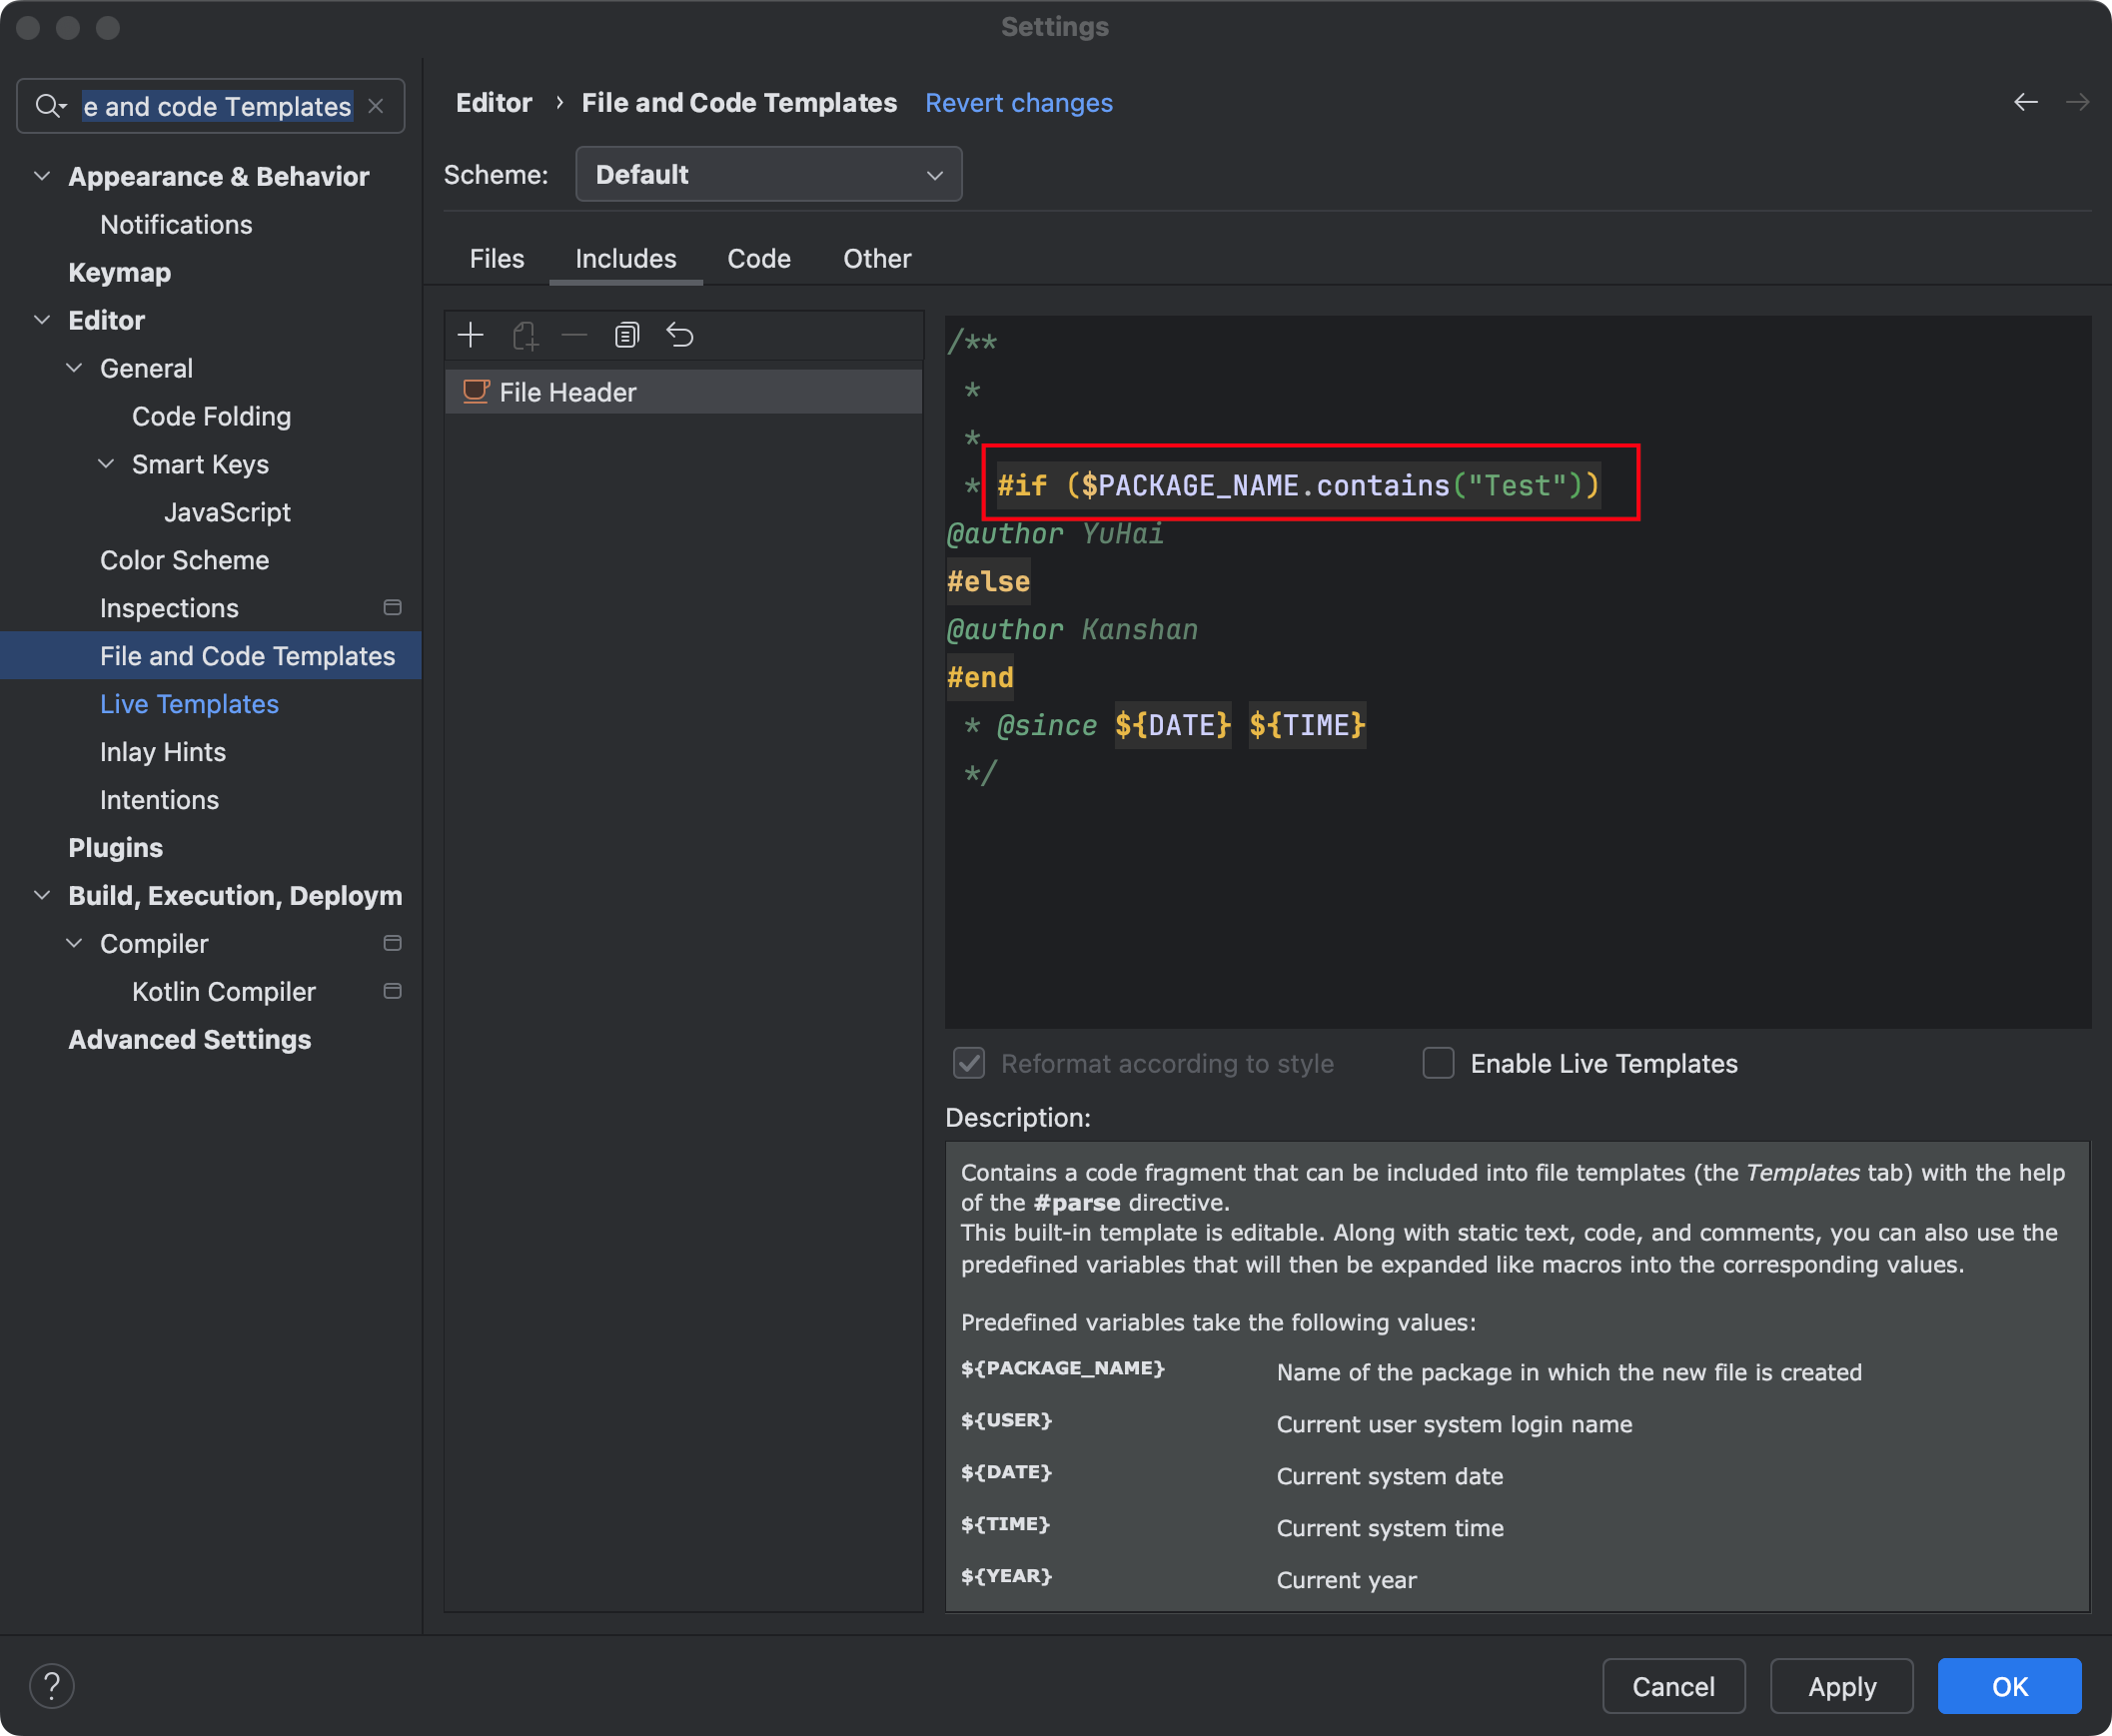 Settings
e and code Templates
Appearance & Behavior
Notifications
Keymap
Editor
General
Code Folding
Smart Keys
JavaScript
Color Scheme
Inspections
File and Code Templates
Live Templates
Inlay Hints
Intentions
Plugins
Build, Execution, Deploym
Compiler
Kotlin Compiler
Advanced Settings
Editor › File and Code Templates Revert changes
Scheme: Default
Files Includes Code Other
File Header
/**
 *
 *
 * #if ($PACKAGE_NAME.contains("Test"))
@author YuHai
#else
@author Kanshan
#end
 * @since ${DATE} ${TIME}
 */
Reformat according to style Enable Live Templates
Description:
Contains a code fragment that can be included into file templates (the Templates tab) with the help
of the #parse directive.
This built-in template is editable. Along with static text, code, and comments, you can also use the
predefined variables that will then be expanded like macros into the corresponding values.
Predefined variables take the following values:
${PACKAGE_NAME} Name of the package in which the new file is created
${USER} Current user system login name
${DATE} Current system date
${TIME} Current system time
${YEAR} Current year
? Cancel Apply OK